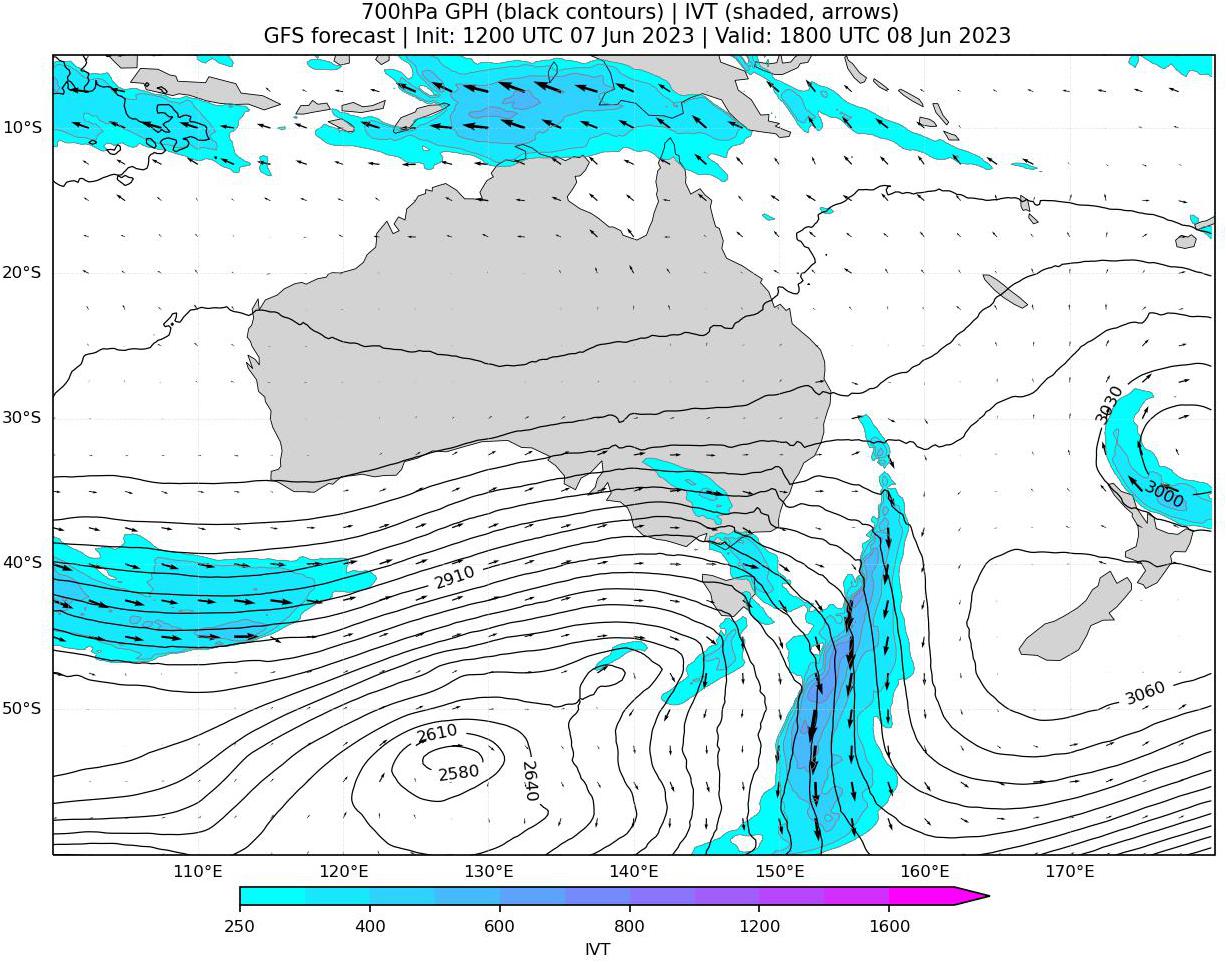 700hPa GPH (black contours) | IVT (shaded, arrows)
GFS forecast | Init: 1200 UTC 07 Jun 2023 | Valid: 1800 UTC 08 Jun 2023
10°S
20°S
30°S
3030
3000
40°S
2910
3060
50°S
2610
2580
2640
110°E 120°E 130°E 140°E 150°E 160°E 170°E
250 400 600 800 1200 1600
IVT